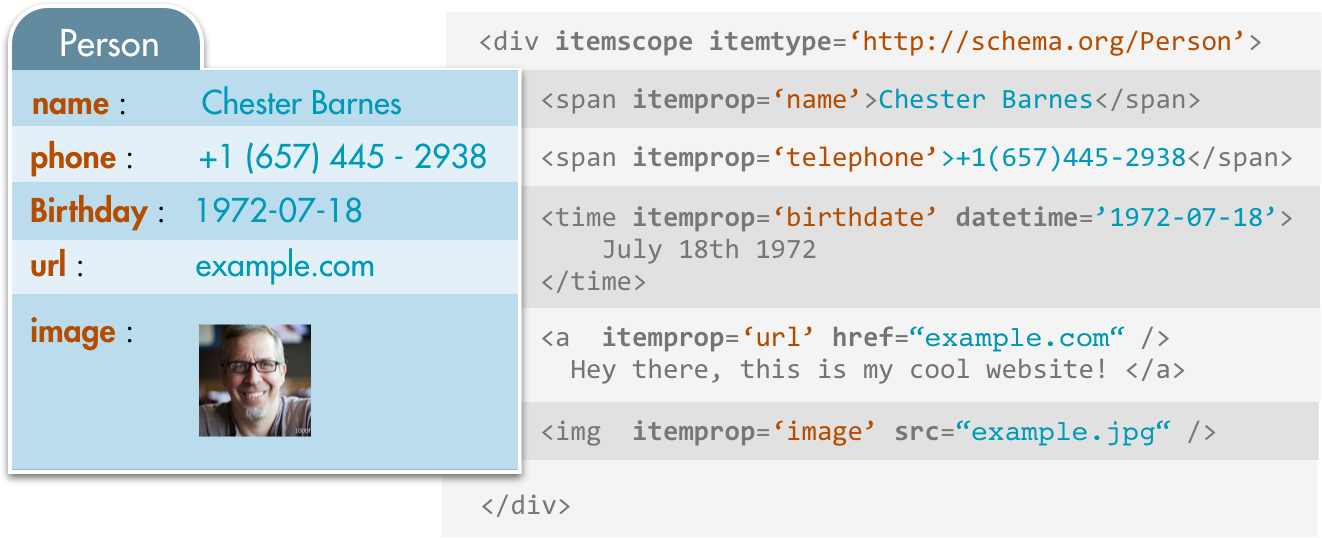 Person
name : Chester Barnes
phone : +1 (657) 445 - 2938
Birthday : 1972-07-18
url : example.com
image :
<div itemscope itemtype=‘http://schema.org/Person’>
<span itemprop=‘name’>Chester Barnes</span>
<span itemprop=‘telephone’>+1(657)445-2938</span>
<time itemprop=‘birthdate’ datetime=’1972-07-18’>
July 18th 1972
</time>
<a itemprop=‘url’ href=“example.com“ />
Hey there, this is my cool website! </a>
<img itemprop=‘image’ src=“example.jpg“ />
</div>